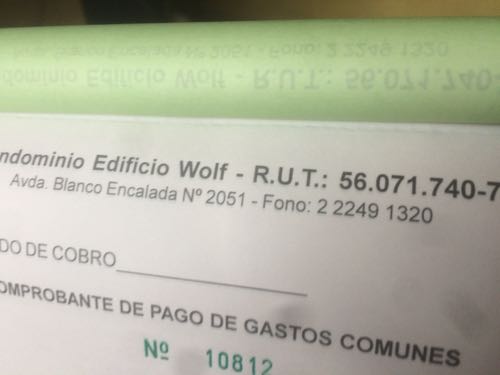 ndominio Edificio Wolf - R.U.T.: 56.071.740-7
Avda. Blanco Encalada Nº 2051 - Fono: 2 2249 1320
DO DE COBRO
OMPROBANTE DE PAGO DE GASTOS COMUNES
Nº 10812